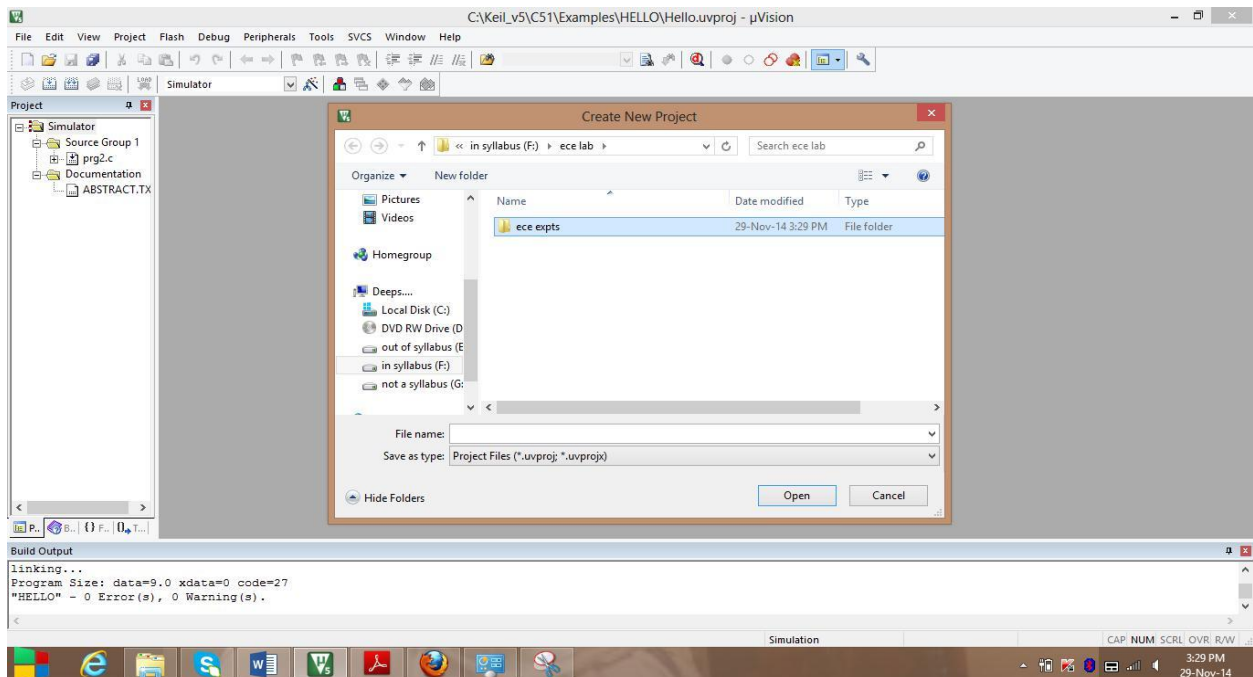 C:\Keil_v5\C51\Examples\HELLO\Hello.uvproj - µVision
File Edit View Project Flash Debug Peripherals Tools SVCS Window Help
Simulator
Project
Simulator
Source Group 1
prg2.c
Documentation
ABSTRACT.TX
P.. B.. {} F.. 0 T...
Create New Project
« in syllabus (F:) ▸ ece lab ▸
Search ece lab
Organize ▾ New folder
Pictures
Videos
Homegroup
Deeps....
Local Disk (C:)
DVD RW Drive (D
out of syllabus (E
in syllabus (F:)
not a syllabus (G:
Name Date modified Type
ece expts 29-Nov-14 3:29 PM File folder
File name:
Save as type: Project Files (*.uvproj; *.uvprojx)
Hide Folders
Open Cancel
Build Output
linking...
Program Size: data=9.0 xdata=0 code=27
"HELLO" - 0 Error(s), 0 Warning(s).
Simulation
CAP NUM SCRL OVR R/W
3:29 PM
29-Nov-14